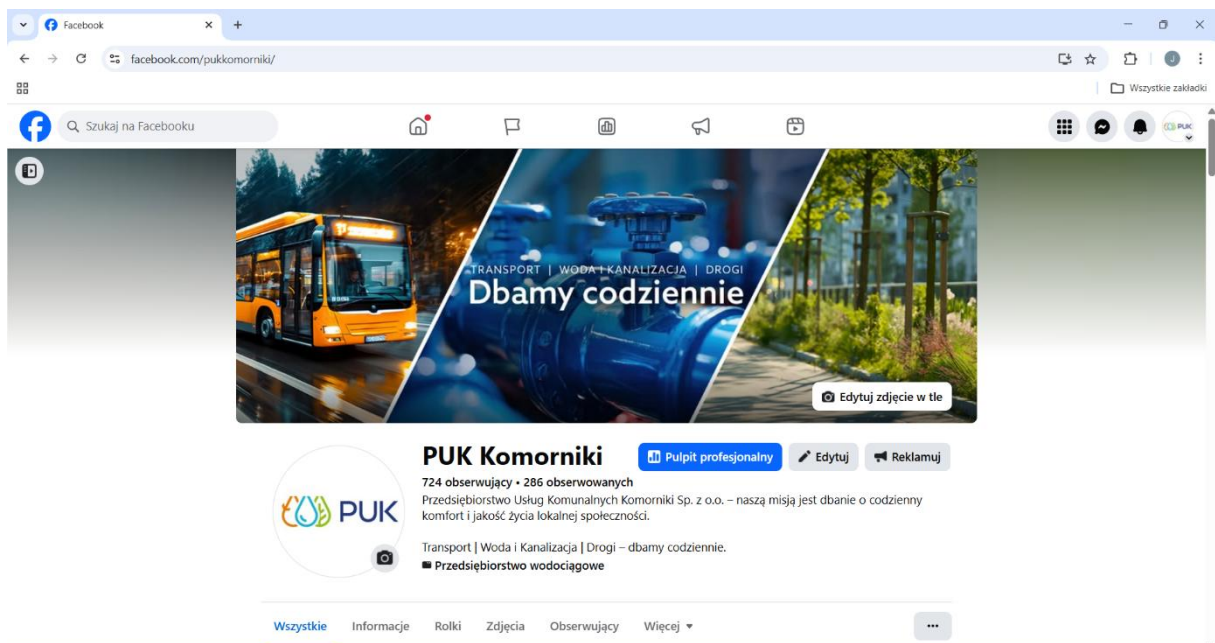 Facebook
facebook.com/pukkomorniki/
Wszystkie zakładki
Szukaj na Facebooku
PUK
TRANSPORT | WODA I KANALIZACJA | DROGI
Dbamy codziennie
Edytuj zdjęcie w tle
PUK Komorniki
Pulpit profesjonalny
Edytuj
Reklamuj
724 obserwujący • 286 obserwowanych
Przedsiębiorstwo Usług Komunalnych Komorniki Sp. z o.o. – naszą misją jest dbanie o codzienny
komfort i jakość życia lokalnej społeczności.
PUK
Transport | Woda i Kanalizacja | Drogi – dbamy codziennie.
Przedsiębiorstwo wodociągowe
Wszystkie Informacje Rolki Zdjęcia Obserwujący Więcej